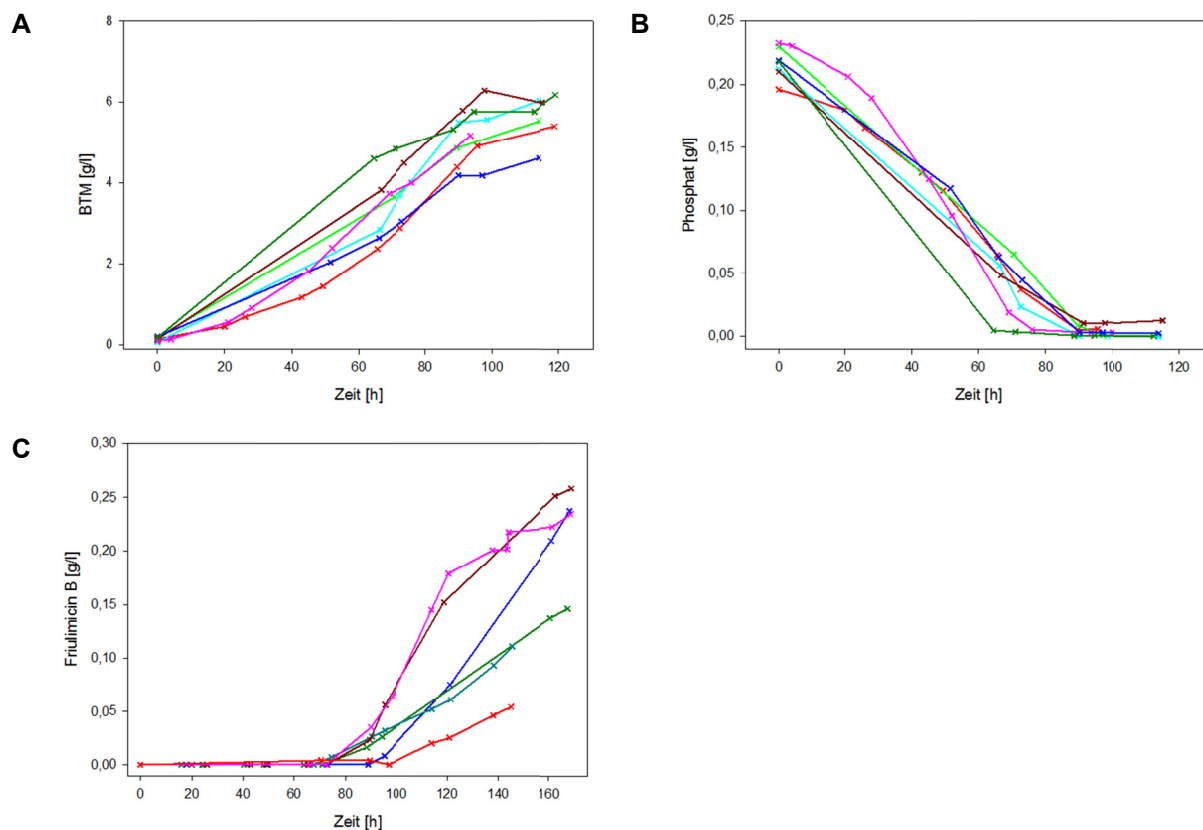 A
BTM [g/l]
8
6
4
2
0
0 20 40 60 80 100 120
Zeit [h]
B
Phosphat [g/l]
0,25
0,20
0,15
0,10
0,05
0,00
0 20 40 60 80 100 120
Zeit [h]
C
Friulimicin B [g/l]
0,30
0,25
0,20
0,15
0,10
0,05
0,00
0 20 40 60 80 100 120 140 160
Zeit [h]